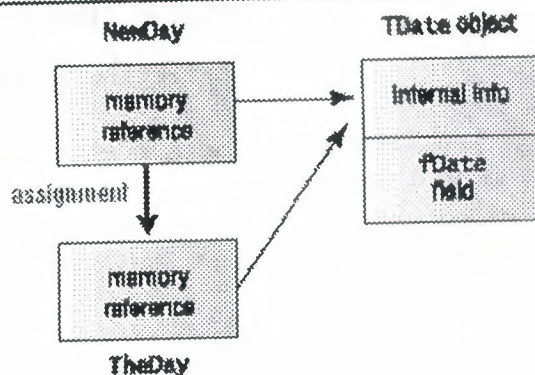 NewDay
TDate object
memory
reference
Internal Info
fDate
field
assignment
memory
reference
TheDay